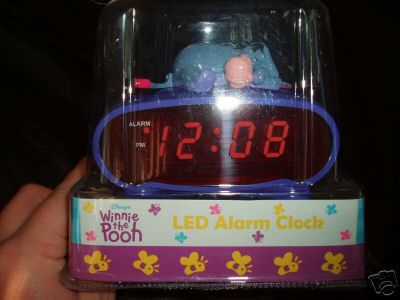 ALARM
PM
12:08
Disney's
Winnie
the
Pooh
LED Alarm Clock